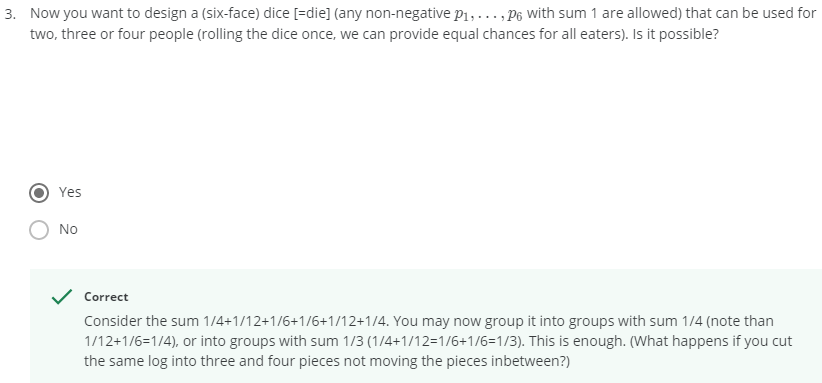 3. Now you want to design a (six-face) dice [=die] (any non-negative p₁, . . . , p₆ with sum 1 are allowed) that can be used for
two, three or four people (rolling the dice once, we can provide equal chances for all eaters). Is it possible?
Yes
No
Correct
Consider the sum 1/4+1/12+1/6+1/6+1/12+1/4. You may now group it into groups with sum 1/4 (note than
1/12+1/6=1/4), or into groups with sum 1/3 (1/4+1/12=1/6+1/6=1/3). This is enough. (What happens if you cut
the same log into three and four pieces not moving the pieces inbetween?)